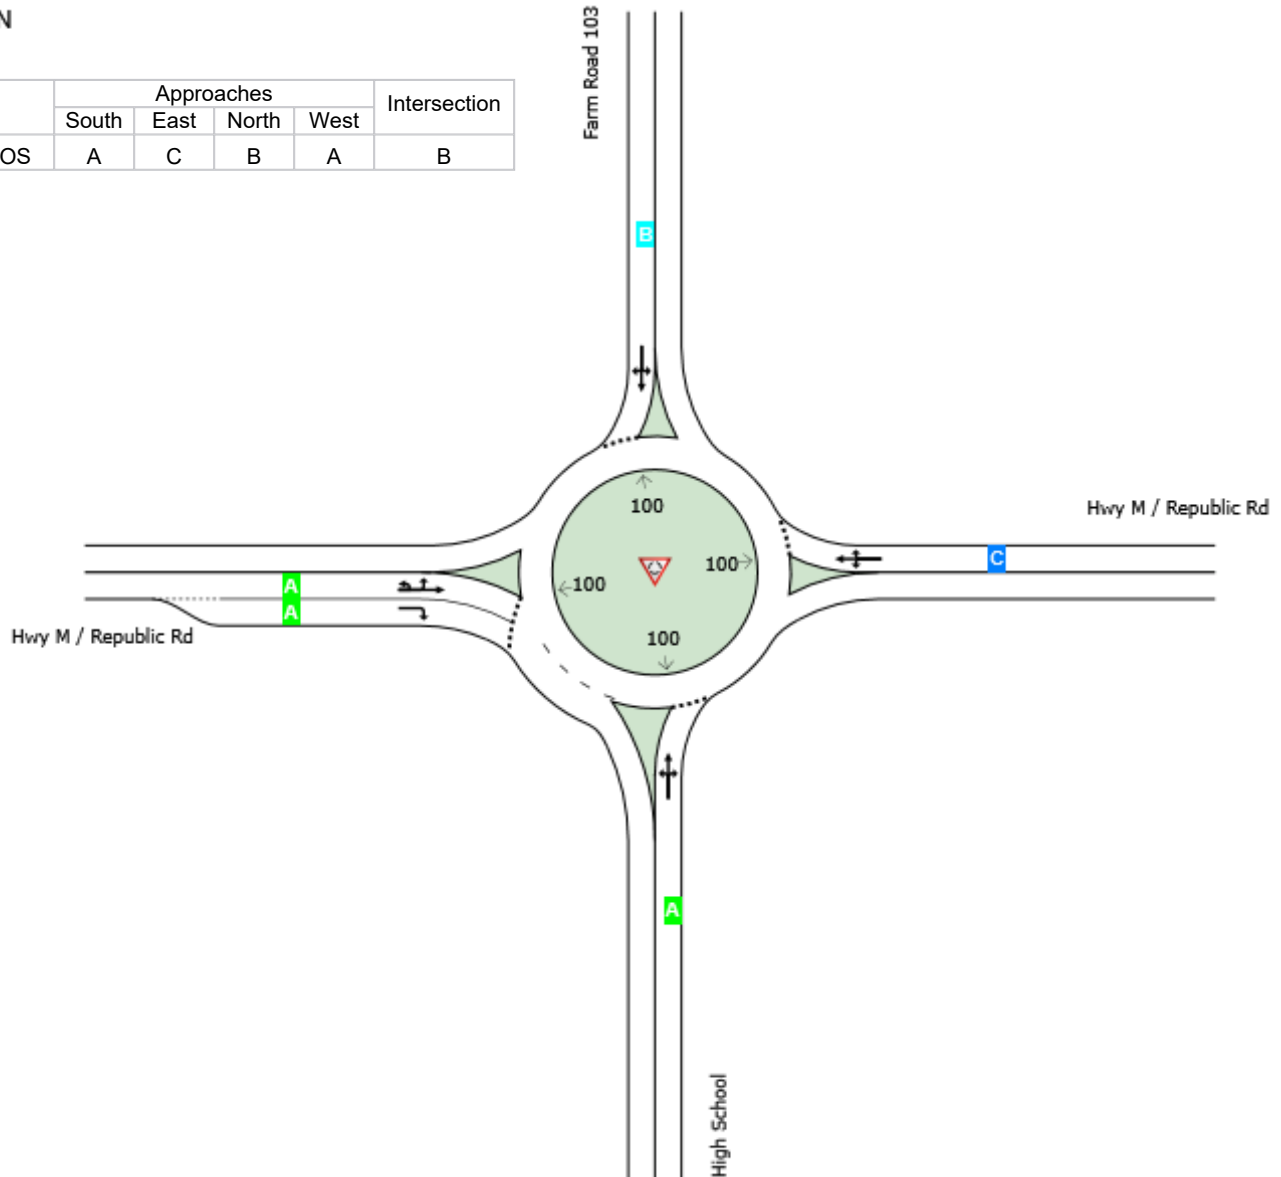 N
Approaches
Intersection
South East North West
OS A C B A B
Farm Road 103
B
Hwy M / Republic Rd
C
100
100
100
100
A
A
Hwy M / Republic Rd
A
High School